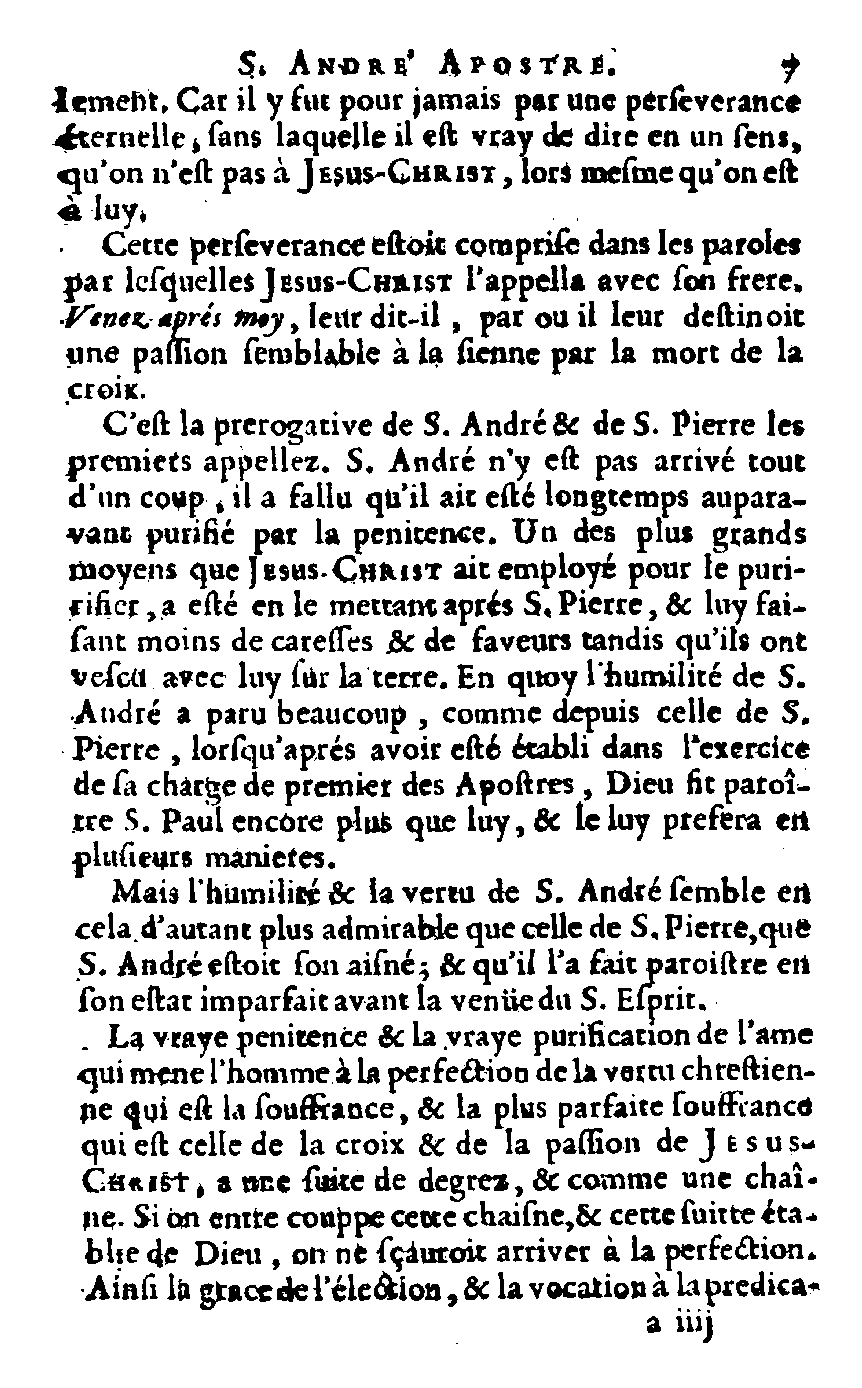 S. ANDRE' APOSTRE. 7
lement. Car il y fut pour jamais par une perſeverance
éternelle, ſans laquelle il eſt vray de dire en un ſens,
qu'on n'eſt pas à JESUS-CHRIST, lors meſme qu'on eſt
à luy.
Cette perſeverance eſtoit compriſe dans les paroles
par leſquelles JESUS-CHRIST l'appella avec ſon frere.
Venez aprés moy, leur dit-il, par ou il leur deſtinoit
une paſſion ſemblable à la ſienne par la mort de la
croix.
C'eſt la prerogative de S. André & de S. Pierre les
premiers appellez. S. André n'y eſt pas arrivé tout
d'un coup, il a fallu qu'il ait eſté longtemps aupara-
vant purifié par la penitence. Un des plus grands
moyens que JESUS-CHRIST ait employé pour le puri-
rifier, a eſté en le mettant aprés S. Pierre, & luy fai-
ſant moins de careſſes & de faveurs tandis qu'ils ont
veſcu avec luy ſur la terre. En quoy l'humilité de S.
André a paru beaucoup, comme depuis celle de S.
Pierre, lorſqu'aprés avoir eſté établi dans l'exercice
de ſa charge de premier des Apoſtres, Dieu fit paroî-
tre S. Paul encore plus que luy, & le luy prefera en
pluſieurs manieres.
Mais l'humilité & la vertu de S. André ſemble en
cela d'autant plus admirable que celle de S. Pierre, que
S. André eſtoit ſon aiſné; & qu'il l'a fait paroiſtre en
ſon eſtat imparfait avant la venüe du S. Eſprit.
La vraye penitence & la vraye purification de l'ame
qui mene l'homme à la perfection de la vertu chreſtien-
ne qui eſt la ſouffrance, & la plus parfaite ſouffrance
qui eſt celle de la croix & de la paſſion de JESUS-
CHRIST, a une ſuite de degrez, & comme une chaî-
ne. Si on entre couppe cette chaiſne, & cette ſuitte éta-
blie de Dieu, on ne ſçauroit arriver à la perfection.
Ainſi la grace de l'élection, & la vocation à la predica-
a iiij